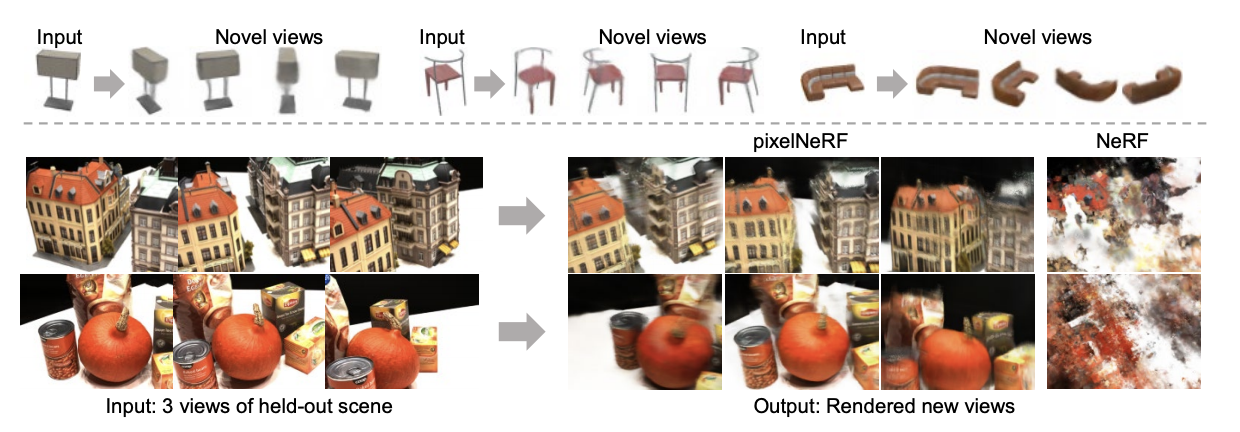 Input
Novel views
Input
Novel views
Input
Novel views
pixelNeRF
NeRF
Input: 3 views of held-out scene
Output: Rendered new views